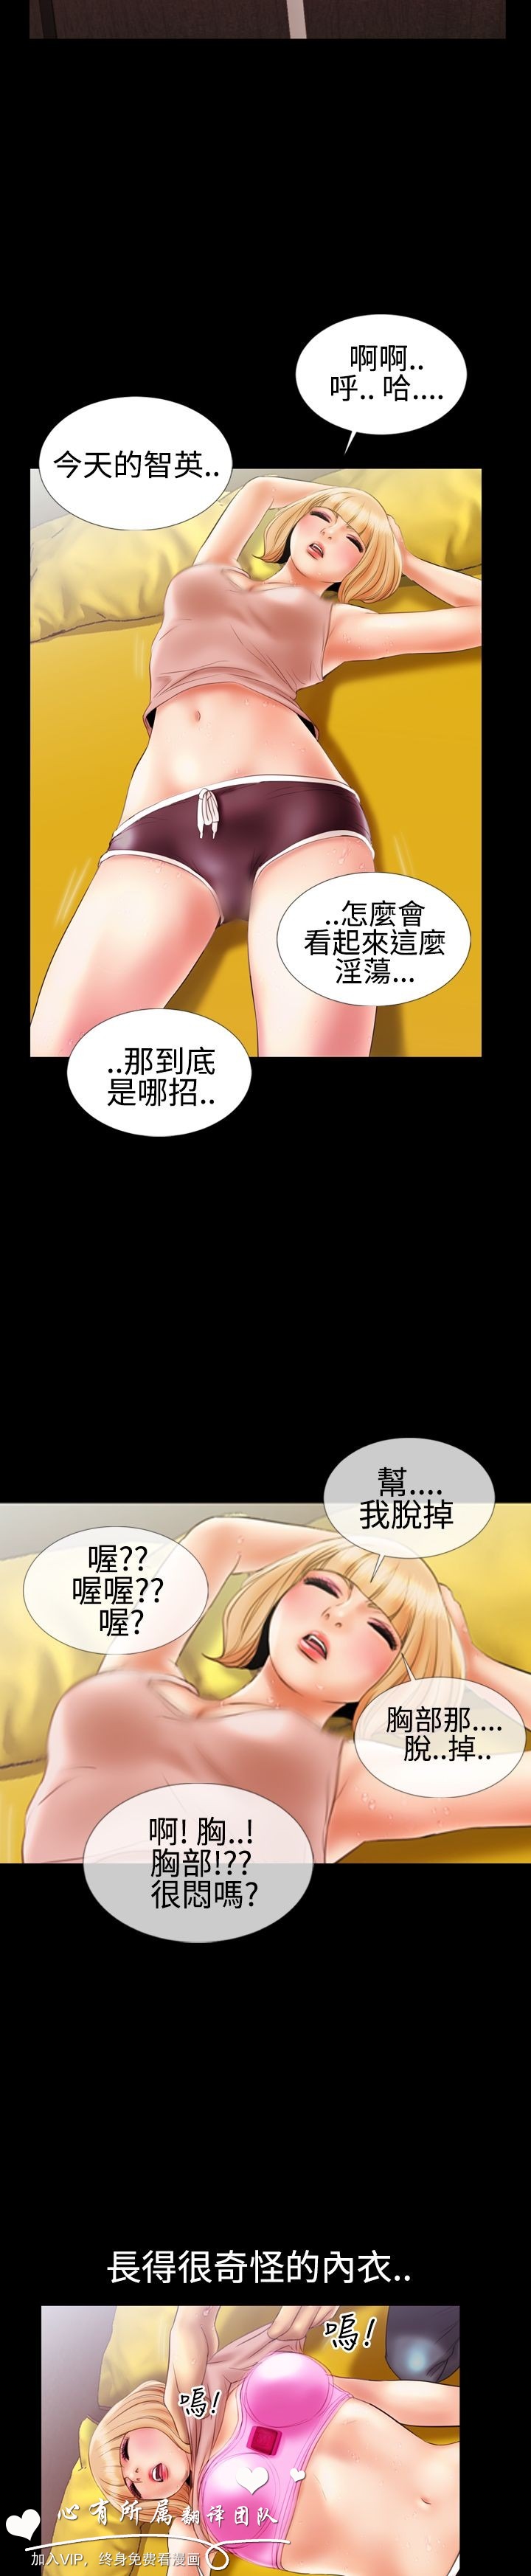 啊啊..
呼.. 哈....
今天的智英..
..怎麼會
看起來這麼
淫蕩...
..那到底
是哪招..
幫....
我脫掉
喔??
喔喔??
喔?
胸部那....
脫..掉..
啊! 胸..!
胸部!??
很悶嗎?
長得很奇怪的內衣..
嗚!
嗚!
心有所属翻译团队
加入VIP，终身免费看漫画